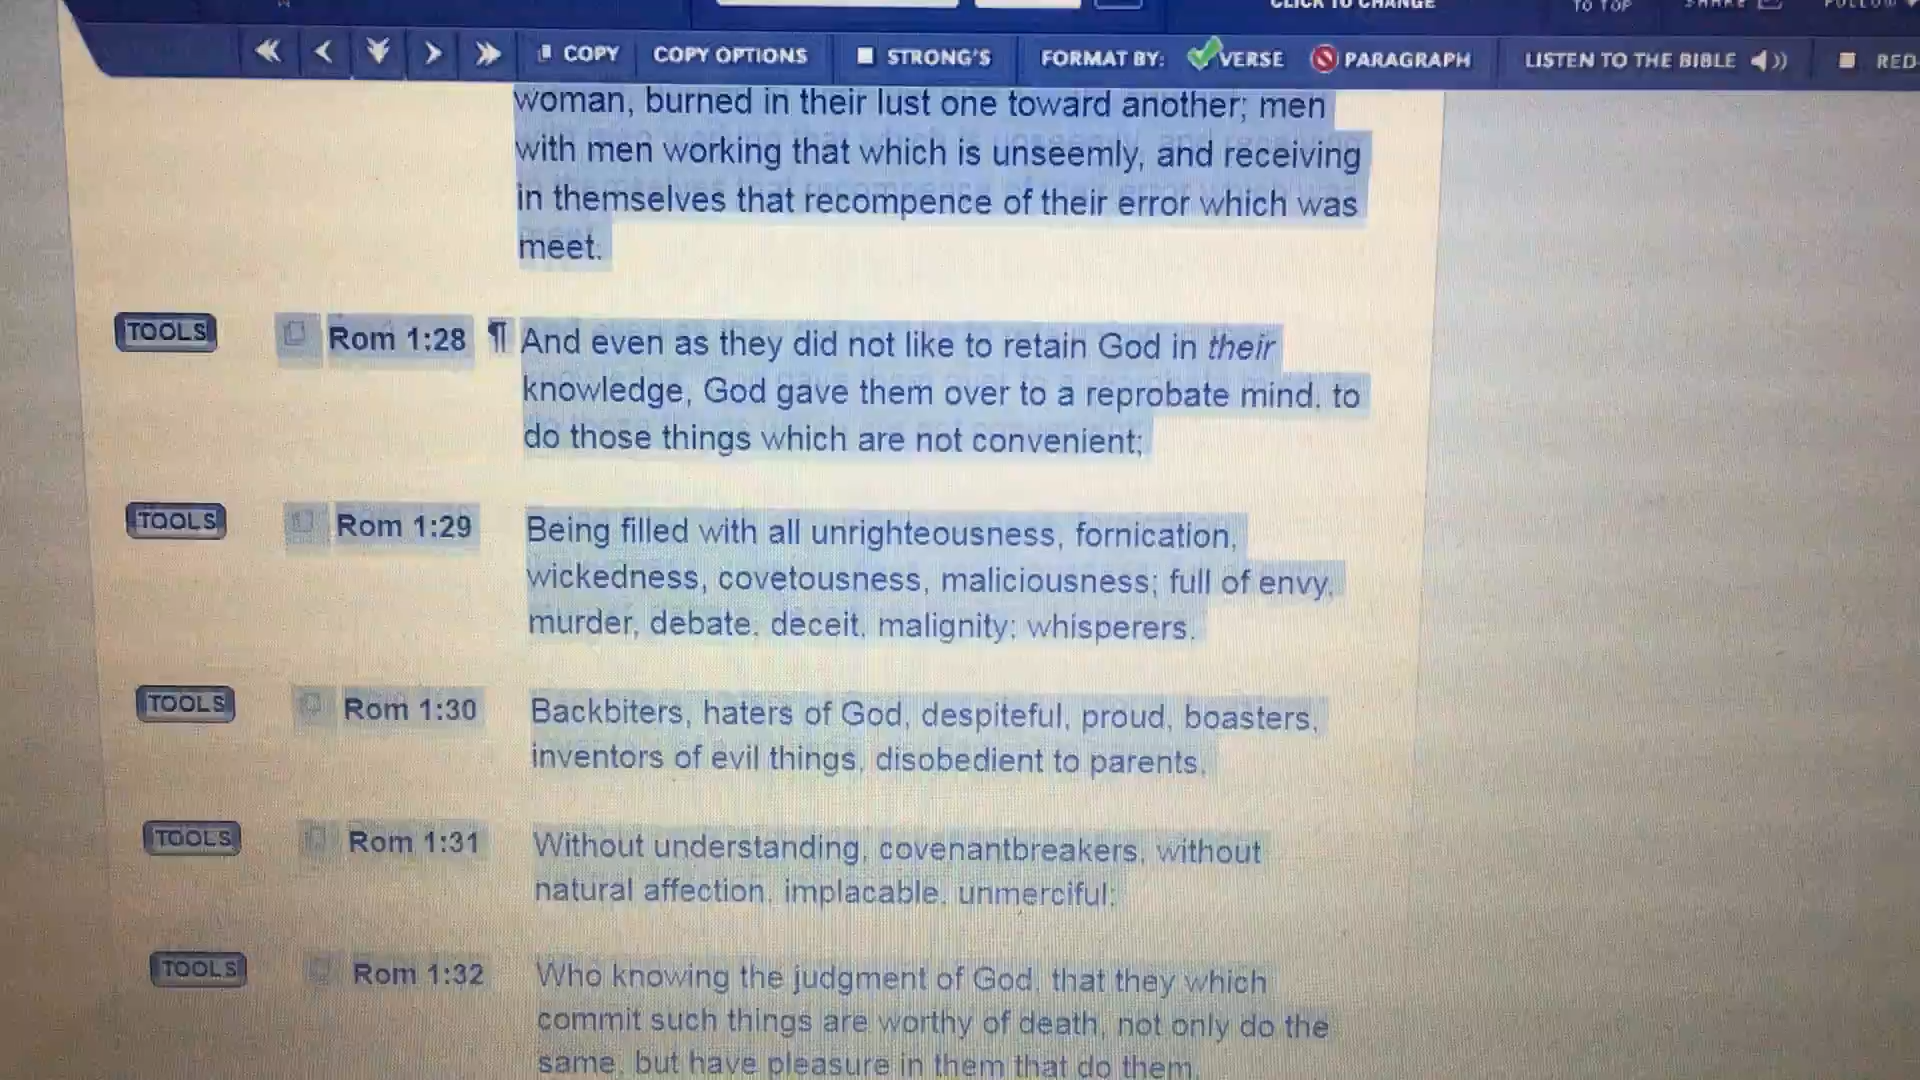 CLICK TO CHANGE
TO TOP
COPY COPY OPTIONS STRONG'S FORMAT BY: VERSE PARAGRAPH LISTEN TO THE BIBLE RED
woman, burned in their lust one toward another; men
with men working that which is unseemly, and receiving
in themselves that recompence of their error which was
meet.
TOOLS Rom 1:28 ¶ And even as they did not like to retain God in their
knowledge, God gave them over to a reprobate mind, to
do those things which are not convenient;
TOOLS Rom 1:29 Being filled with all unrighteousness, fornication,
wickedness, covetousness, maliciousness; full of envy,
murder, debate, deceit, malignity; whisperers,
TOOLS Rom 1:30 Backbiters, haters of God, despiteful, proud, boasters,
inventors of evil things, disobedient to parents,
TOOLS Rom 1:31 Without understanding, covenantbreakers, without
natural affection, implacable, unmerciful:
TOOLS Rom 1:32 Who knowing the judgment of God, that they which
commit such things are worthy of death, not only do the
same, but have pleasure in them that do them.